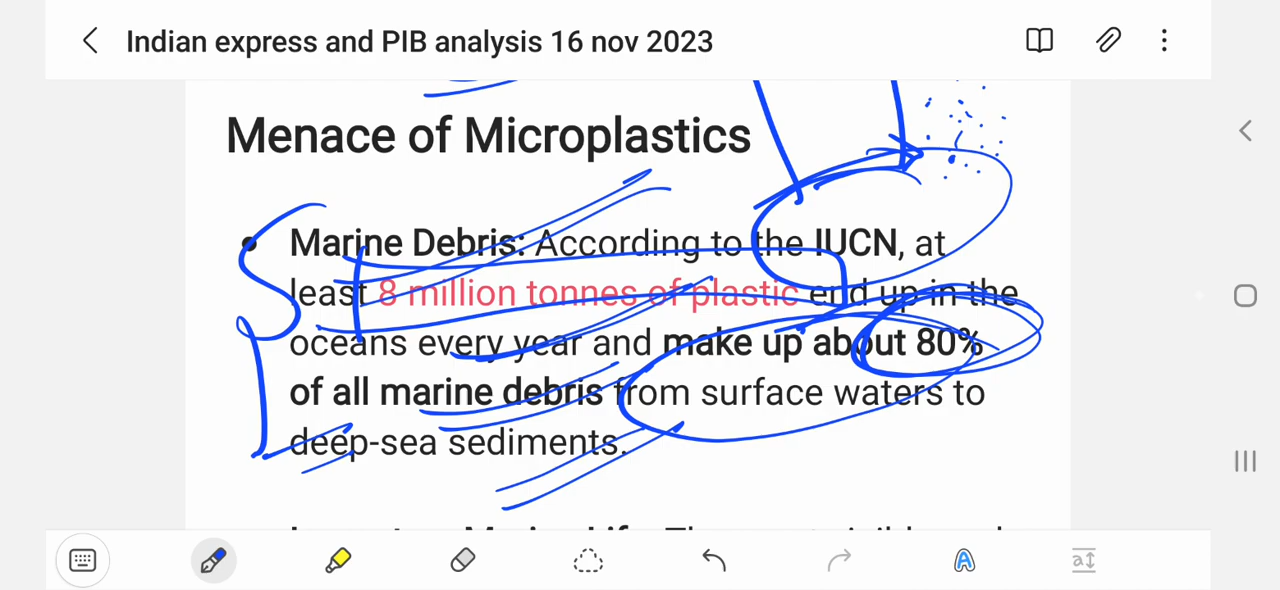 Indian express and PIB analysis 16 nov 2023
Menace of Microplastics
Marine Debris: According to the IUCN, at
least 8 million tonnes of plastic end up in the
oceans every year and make up about 80%
of all marine debris from surface waters to
deep-sea sediments.